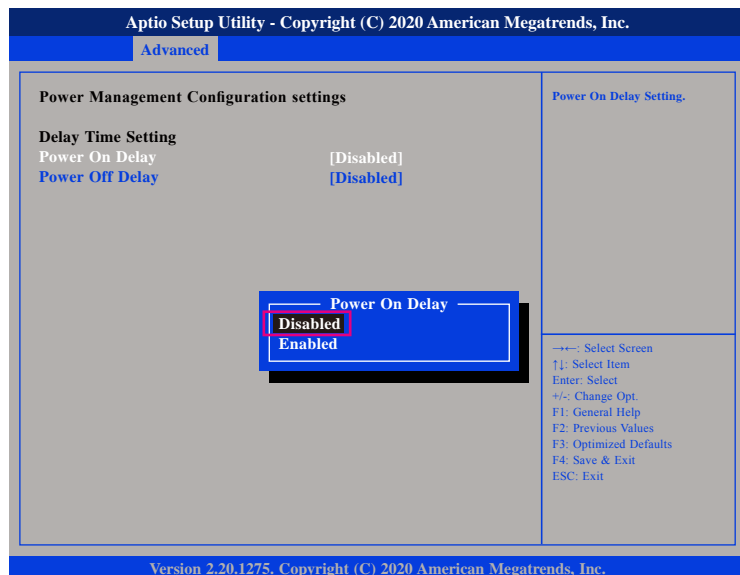 Aptio Setup Utility - Copyright (C) 2020 American Megatrends, Inc.
Advanced
Power Management Configuration settings
Delay Time Setting
Power On Delay [Disabled]
Power Off Delay [Disabled]
Power On Delay Setting.
Power On Delay
Disabled
Enabled
→←: Select Screen
↑↓: Select Item
Enter: Select
+/-: Change Opt.
F1: General Help
F2: Previous Values
F3: Optimized Defaults
F4: Save & Exit
ESC: Exit
Version 2.20.1275. Copyright (C) 2020 American Megatrends, Inc.